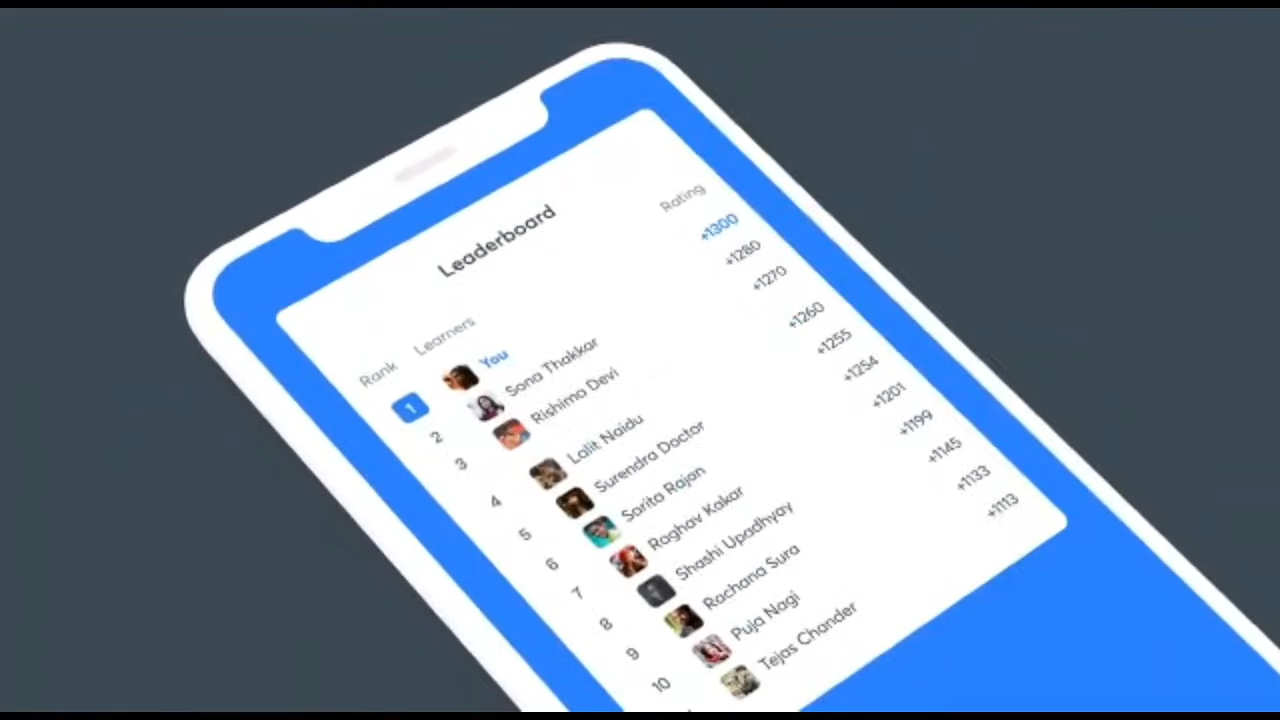 Leaderboard
Rank Learners Rating
1 You +1300
2 Sona Thakkar +1280
3 Rishima Devi +1270
4 Lalit Naidu +1260
5 Surendra Doctor +1255
6 Sarita Rajan +1254
7 Raghav Kakar +1201
8 Shashi Upadhyay +1199
9 Rachana Sura +1145
10 Puja Nagi +1133
Tejas Chander +1113